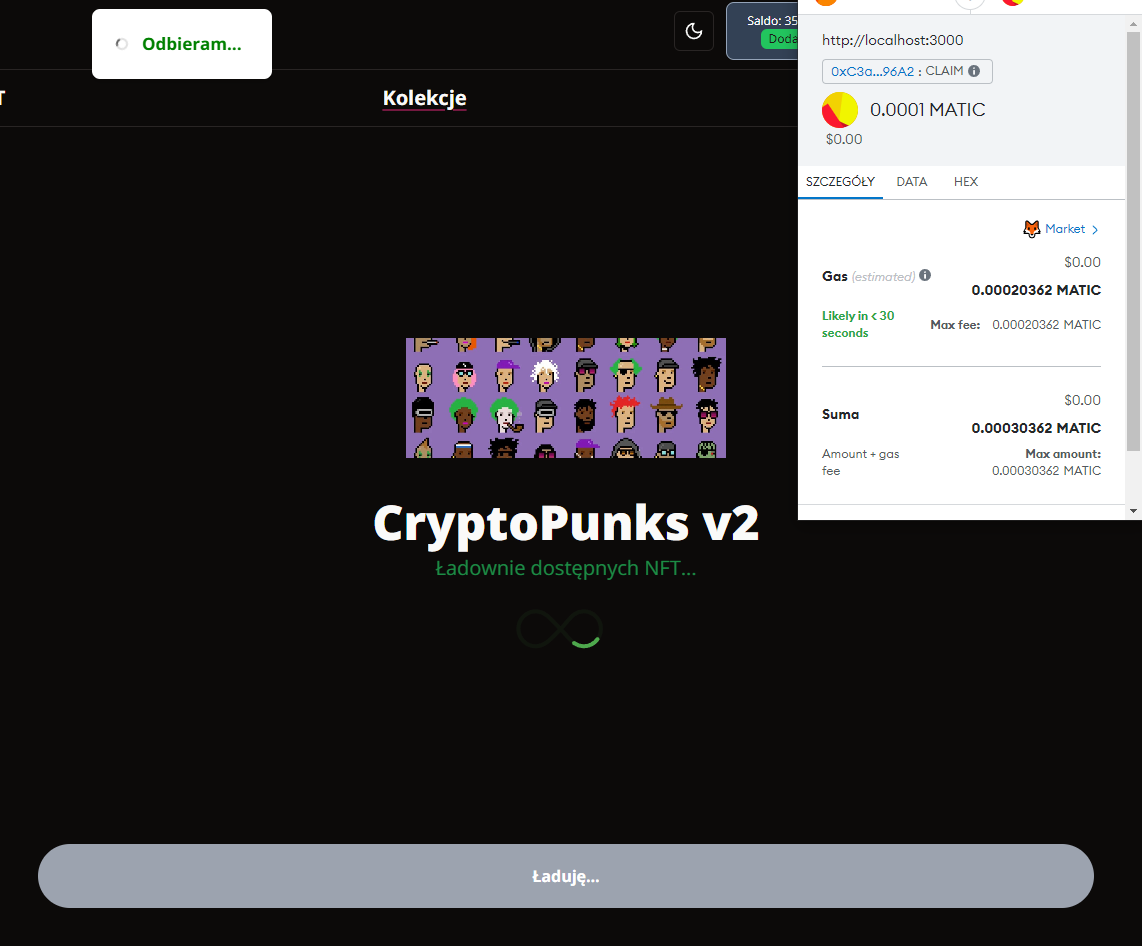 Odbieram...
Saldo: 35
Doda
T
Kolekcje
CryptoPunks v2
Ładownie dostępnych NFT...
Ładuję...
http://localhost:3000
0xC3a...96A2 : CLAIM
0.0001 MATIC
$0.00
SZCZEGÓŁY DATA HEX
Market
$0.00
Gas (estimated)
0.00020362 MATIC
Likely in < 30
seconds
Max fee: 0.00020362 MATIC
$0.00
Suma
0.00030362 MATIC
Amount + gas
fee
Max amount:
0.00030362 MATIC